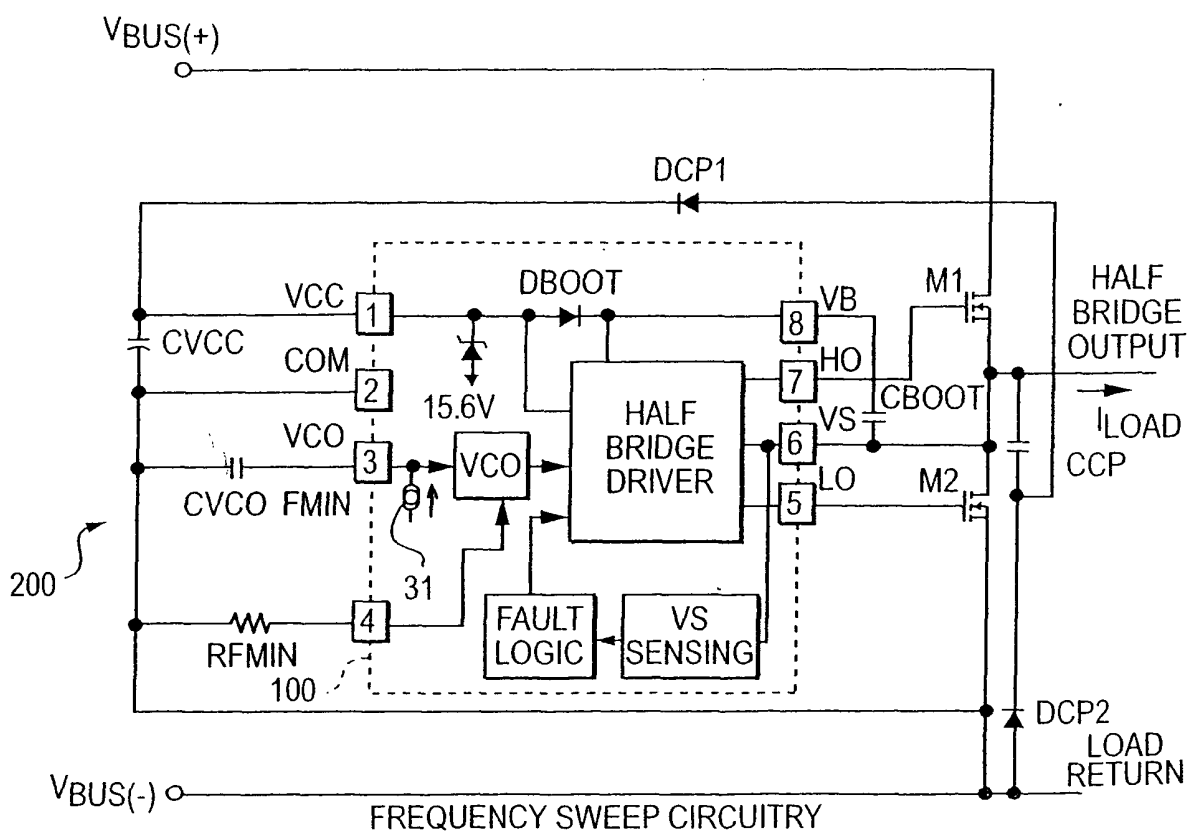 VBUS(+)
DCP1
VCC
1
DBOOT
8
VB
M1
HALF
BRIDGE
OUTPUT
CVCC
COM
2
15.6V
7
HO
HALF
BRIDGE
DRIVER
CBOOT
ILOAD
VCO
3
VCO
6
VS
CCP
CVCO
FMIN
5
LO
M2
200
31
4
RFMIN
FAULT
LOGIC
VS
SENSING
100
DCP2
LOAD
RETURN
VBUS(-)
FREQUENCY SWEEP CIRCUITRY